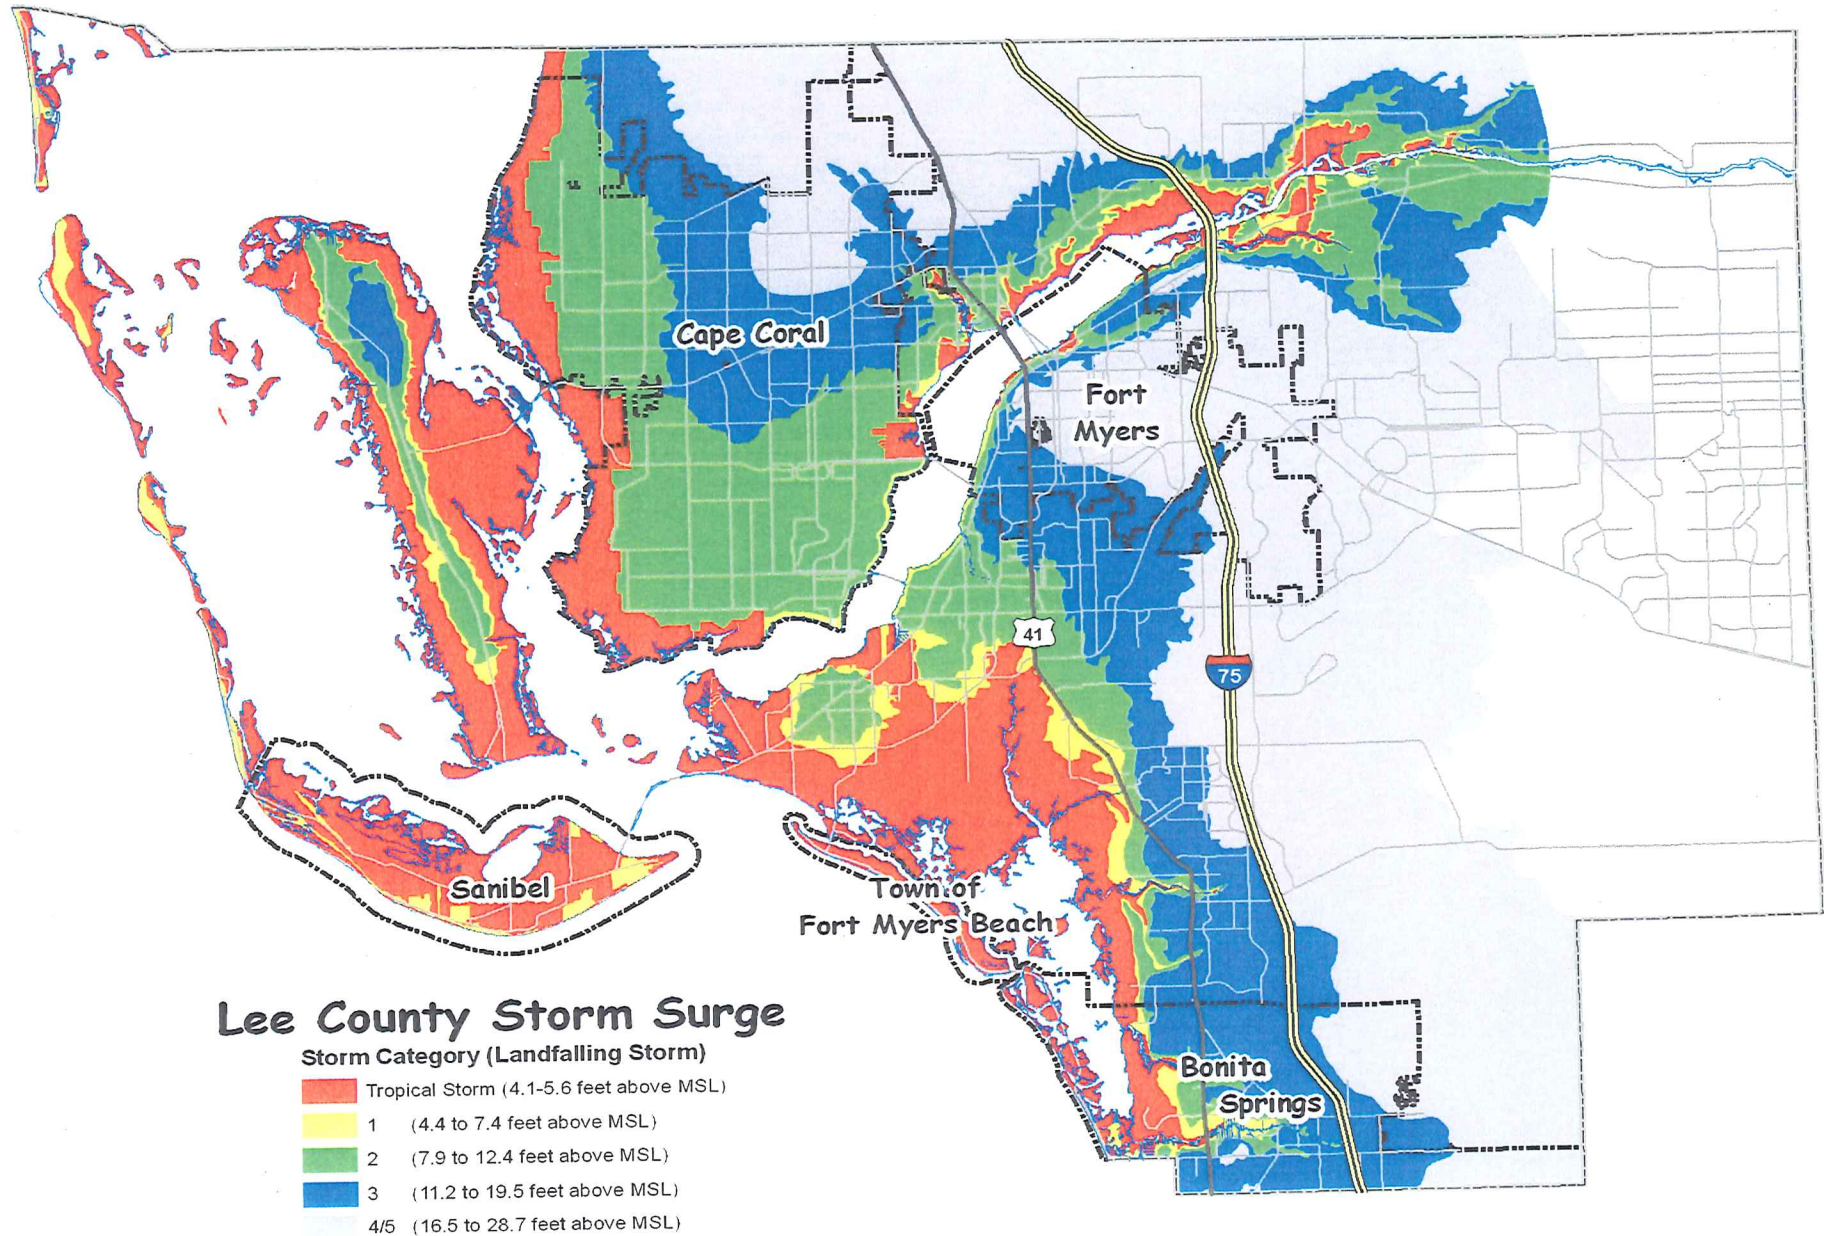 Cape Coral
Fort
Myers
41
75
Sanibel
Town of
Fort Myers Beach
Bonita
Springs
Lee County Storm Surge
Storm Category (Landfalling Storm)
Tropical Storm (4.1-5.6 feet above MSL)
1 (4.4 to 7.4 feet above MSL)
2 (7.9 to 12.4 feet above MSL)
3 (11.2 to 19.5 feet above MSL)
4/5 (16.5 to 28.7 feet above MSL)